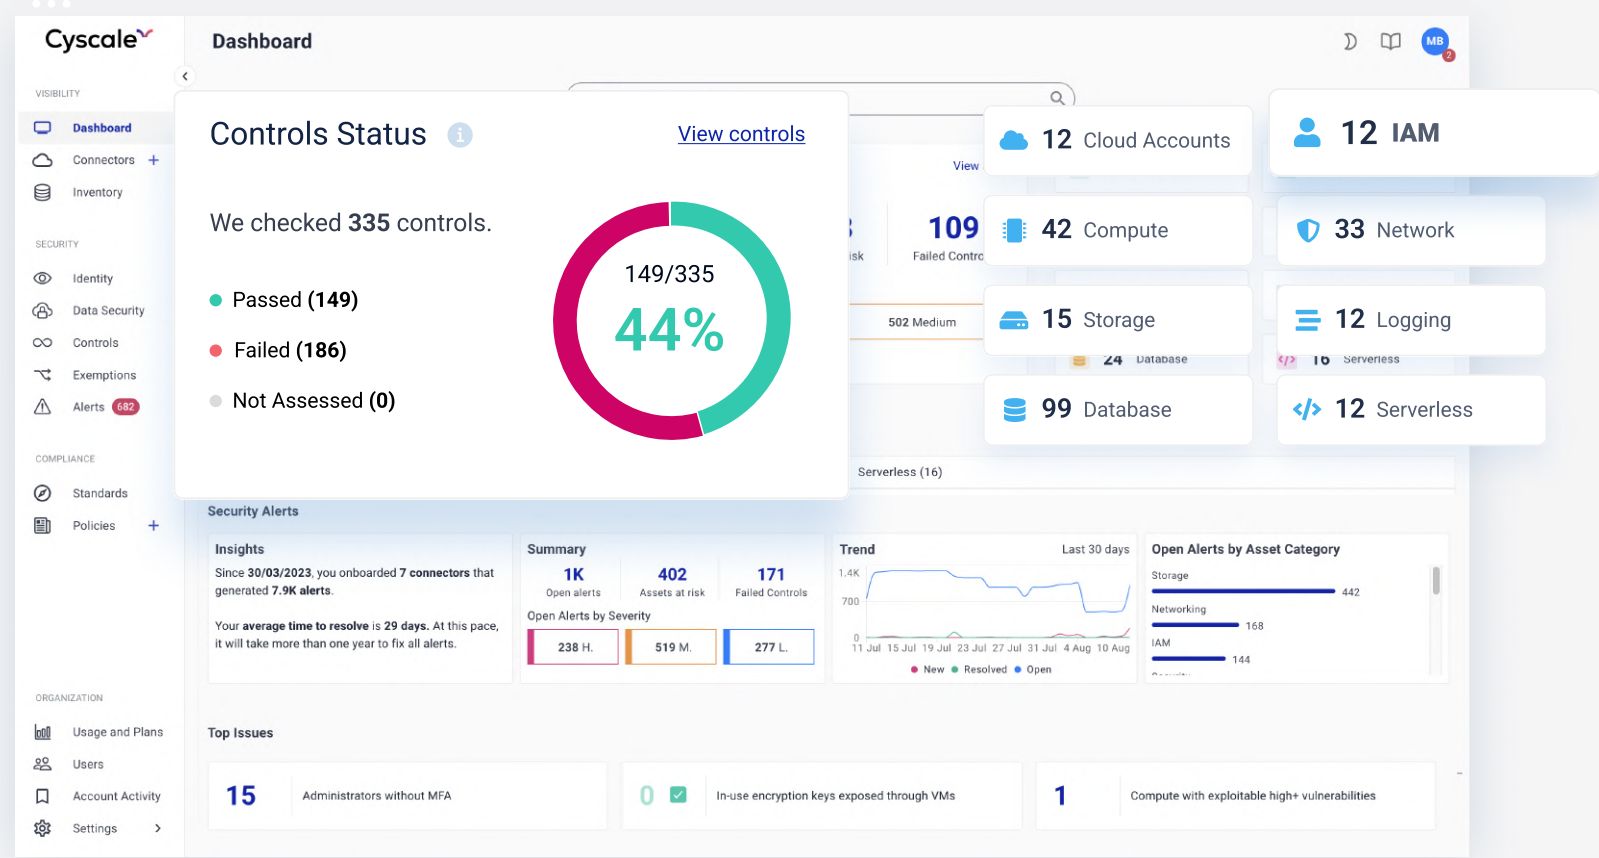 Cyscale
Dashboard
MB
2
VISIBILITY
Dashboard
Connectors +
Inventory
SECURITY
Identity
Data Security
Controls
Exemptions
Alerts 682
COMPLIANCE
Standards
Policies +
ORGANIZATION
Usage and Plans
Users
Account Activity
Settings
Controls Status i
View controls
We checked 335 controls.
Passed (149)
Failed (186)
Not Assessed (0)
149/335
44%
View
109
Failed Contro
502 Medium
12 Cloud Accounts
12 IAM
42 Compute
33 Network
15 Storage
12 Logging
24 Database
16 Serverless
99 Database
12 Serverless
Serverless (16)
Security Alerts
Insights
Since 30/03/2023, you onboarded 7 connectors that
generated 7.9K alerts.
Your average time to resolve is 29 days. At this pace,
it will take more than one year to fix all alerts.
Summary
1K
Open alerts
402
Assets at risk
171
Failed Controls
Open Alerts by Severity
238 H.
519 M.
277 L.
Trend
Last 30 days
1.4K
700
0
11 Jul 15 Jul 19 Jul 23 Jul 27 Jul 31 Jul 4 Aug 10 Aug
New Resolved Open
Open Alerts by Asset Category
Storage
442
Networking
168
IAM
144
Top Issues
15 Administrators without MFA
0 In-use encryption keys exposed through VMs
1 Compute with exploitable high+ vulnerabilities